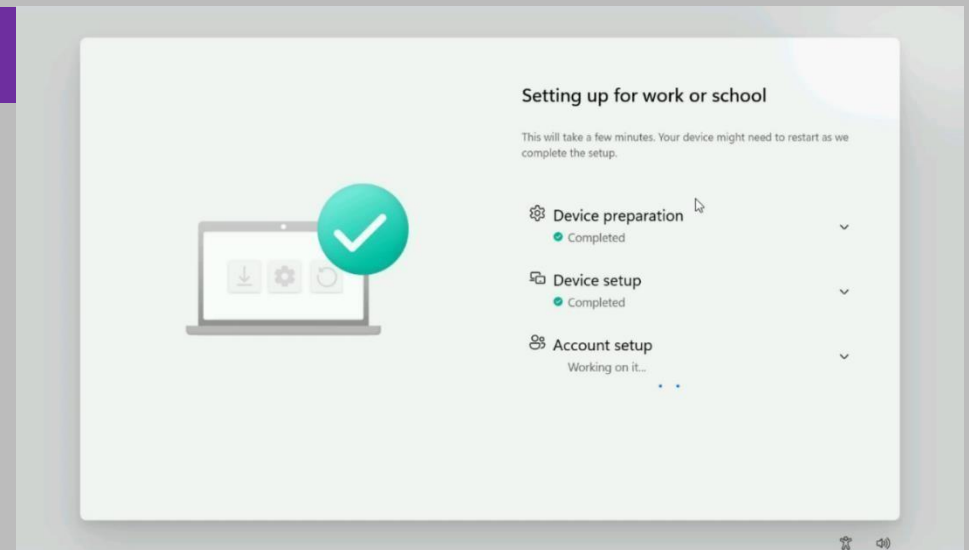 Setting up for work or school
This will take a few minutes. Your device might need to restart as we
complete the setup.
Device preparation
Completed
Device setup
Completed
Account setup
Working on it...